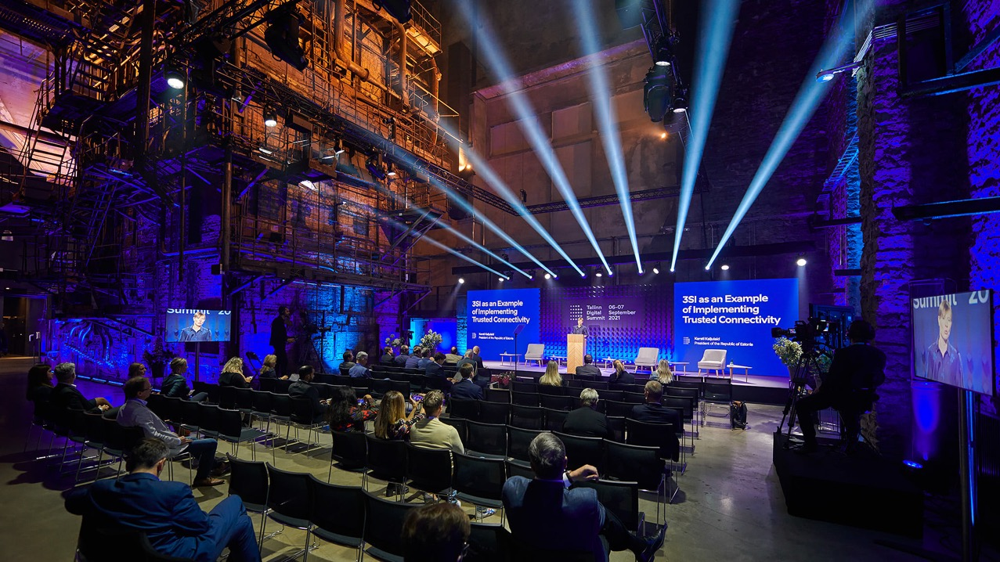 Summit 20
3SI as an Example
of Implementing
Trusted Connectivity
Kersti Kaljulaid
President of the Republic of Estonia
Tallinn
Digital
Summit
06-07
September
2021
3SI as an Example
of Implementing
Trusted Connectivity
Kersti Kaljulaid
President of the Republic of Estonia
Summit 20